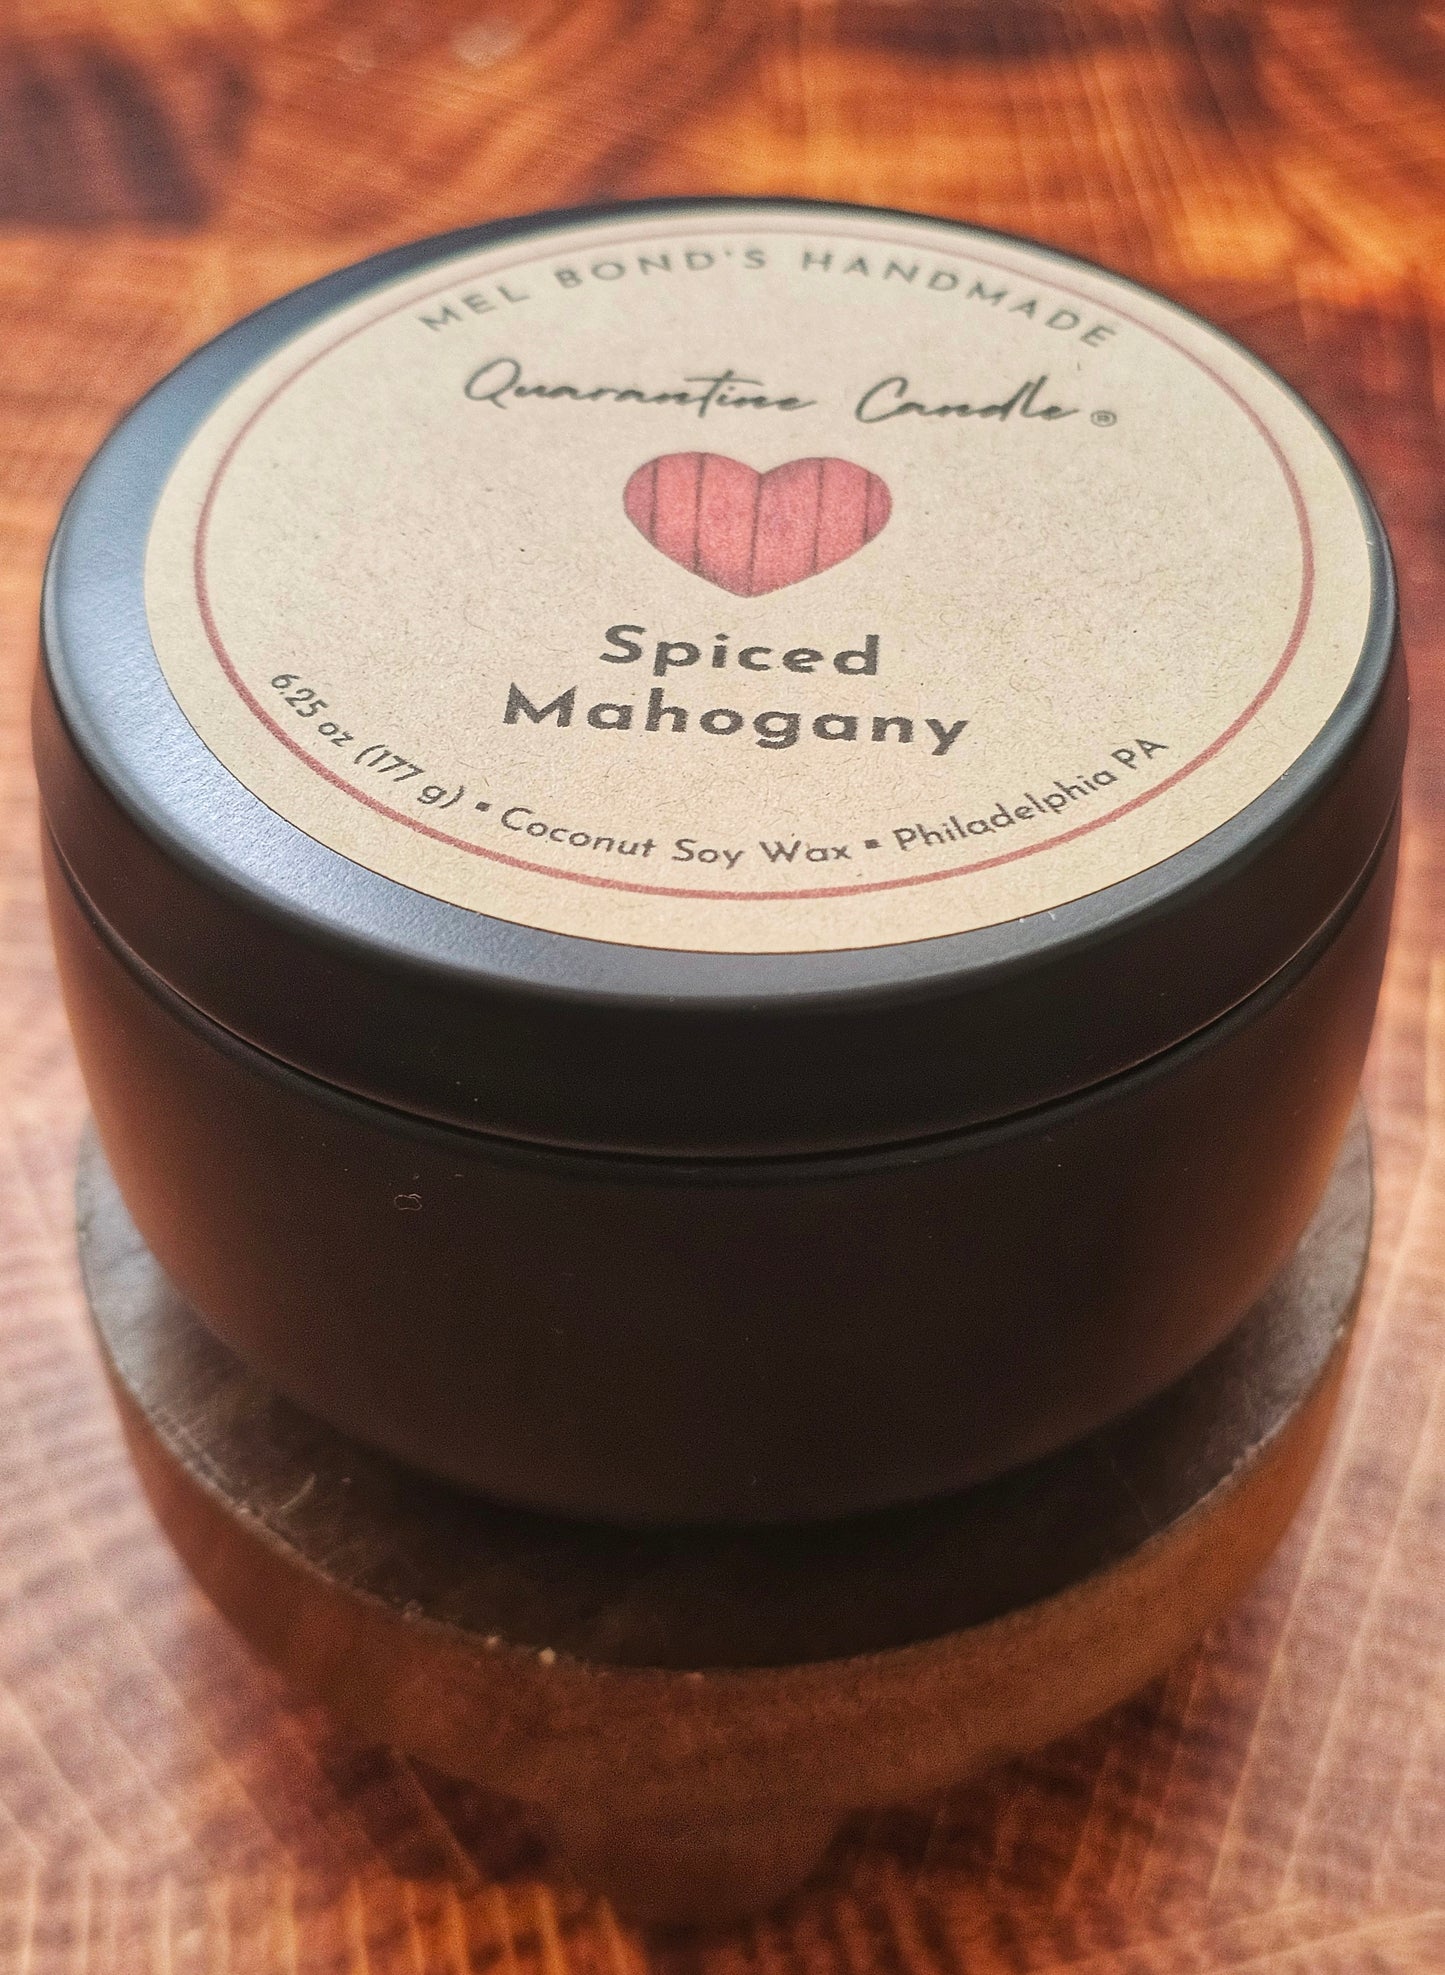 MEL BOND'S HANDMADE
Quarantine Candle ®
Spiced
Mahogany
6.25 oz (177 g) ▪ Coconut Soy Wax ▪ Philadelphia PA